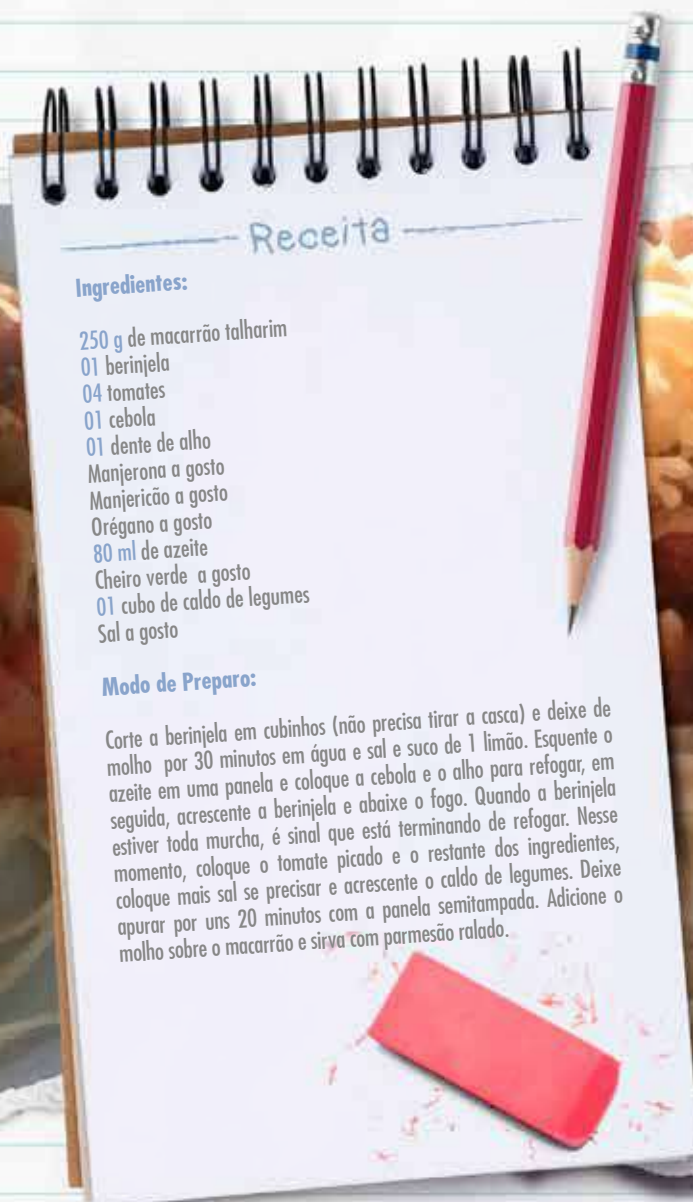 Receita
Ingredientes:
250 g de macarrão talharim
01 berinjela
04 tomates
01 cebola
01 dente de alho
Manjerona a gosto
Manjericão a gosto
Orégano a gosto
80 ml de azeite
Cheiro verde a gosto
01 cubo de caldo de legumes
Sal a gosto
Modo de Preparo:
Corte a berinjela em cubinhos (não precisa tirar a casca) e deixe de
molho por 30 minutos em água e sal e suco de 1 limão. Esquente o
azeite em uma panela e coloque a cebola e o alho para refogar, em
seguida, acrescente a berinjela e abaixe o fogo. Quando a berinjela
estiver toda murcha, é sinal que está terminando de refogar. Nesse
momento, coloque o tomate picado e o restante dos ingredientes,
coloque mais sal se precisar e acrescente o caldo de legumes. Deixe
apurar por uns 20 minutos com a panela semitampada. Adicione o
molho sobre o macarrão e sirva com parmesão ralado.